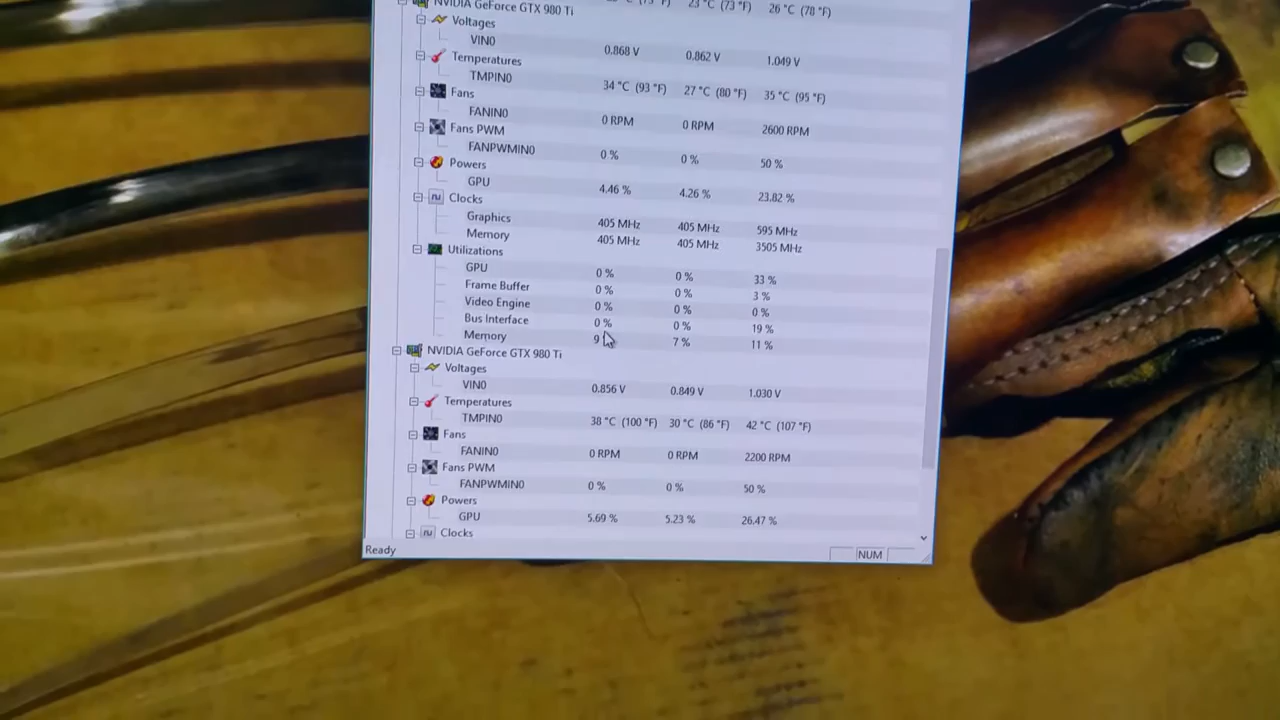 NVIDIA GeForce GTX 980 Ti 23 °C (73 °F) 26 °C (78 °F)
Voltages
VIN0 0.868 V 0.862 V 1.049 V
Temperatures
TMPIN0 34 °C (93 °F) 27 °C (80 °F) 35 °C (95 °F)
Fans
FANIN0 0 RPM 0 RPM 2600 RPM
Fans PWM
FANPWMIN0 0 % 0 % 50 %
Powers
GPU 4.46 % 4.26 % 23.82 %
Clocks
Graphics 405 MHz 405 MHz 595 MHz
Memory 405 MHz 405 MHz 3505 MHz
Utilizations
GPU 0 % 0 % 33 %
Frame Buffer 0 % 0 % 3 %
Video Engine 0 % 0 % 0 %
Bus Interface 0 % 0 % 19 %
Memory 9 7 % 11 %
NVIDIA GeForce GTX 980 Ti
Voltages
VIN0 0.856 V 0.849 V 1.030 V
Temperatures
TMPIN0 38 °C (100 °F) 30 °C (86 °F) 42 °C (107 °F)
Fans
FANIN0 0 RPM 0 RPM 2200 RPM
Fans PWM
FANPWMIN0 0 % 0 % 50 %
Powers
GPU 5.69 % 5.23 % 26.47 %
Clocks
Ready NUM